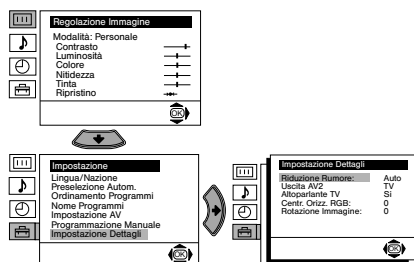 Regolazione Immagine
Modalità: Personale
Contrasto
Luminosità
Colore
Nitidezza
Tinta
Ripristino
OK
Impostazione
Lingua/Nazione
Preselezione Autom.
Ordinamento Programmi
Nome Programmi
Impostazione AV
Programmazione Manuale
Impostazione Dettagli
OK
Impostazione Dettagli
Riduzione Rumore: Auto
Uscita AV2 TV
Altoparlante TV Si
Centr. Orizz. RGB: 0
Rotazione Immagine: 0
OK